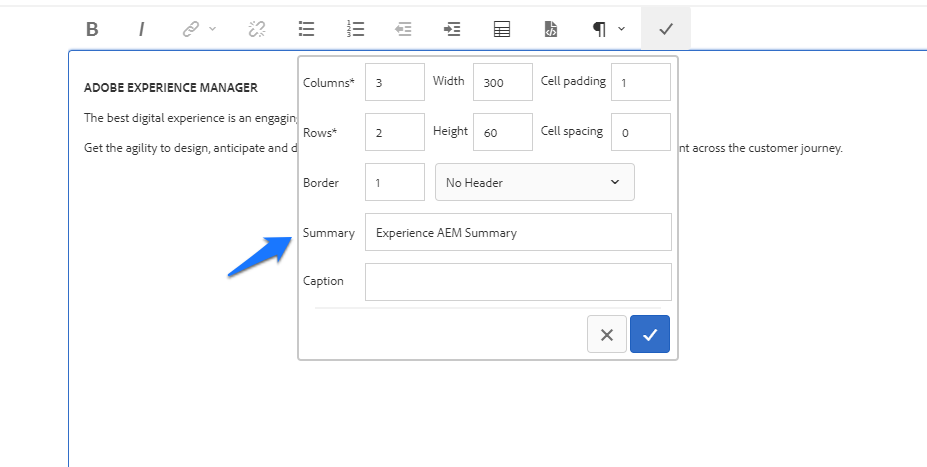 B I
ADOBE EXPERIENCE MANAGER
The best digital experience is an engagin
Get the agility to design, anticipate and d
nt across the customer journey.
Columns* 3 Width 300 Cell padding 1
Rows* 2 Height 60 Cell spacing 0
Border 1 No Header
Summary Experience AEM Summary
Caption